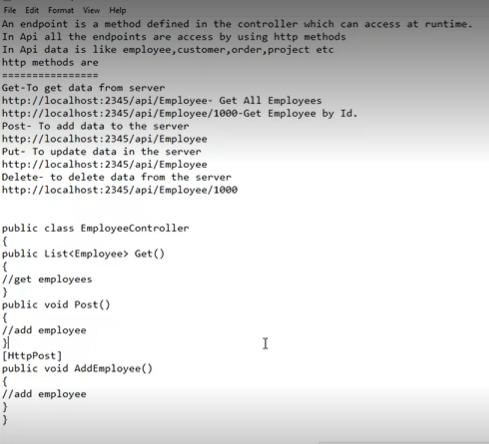 File Edit Format View Help
An endpoint is a method defined in the controller which can access at runtime.
In Api all the endpoints are access by using http methods
In Api data is like employee,customer,order,project etc
http methods are
================
Get-To get data from server
http://localhost:2345/api/Employee- Get All Employees
http://localhost:2345/api/Employee/1000-Get Employee by Id.
Post- To add data to the server
http://localhost:2345/api/Employee
Put- To update data in the server
http://localhost:2345/api/Employee
Delete- to delete data from the server
http://localhost:2345/api/Employee/1000
public class EmployeeController
{
public List<Employee> Get()
{
//get employees
}
public void Post()
{
//add employee
}
[HttpPost]
public void AddEmployee()
{
//add employee
}
}